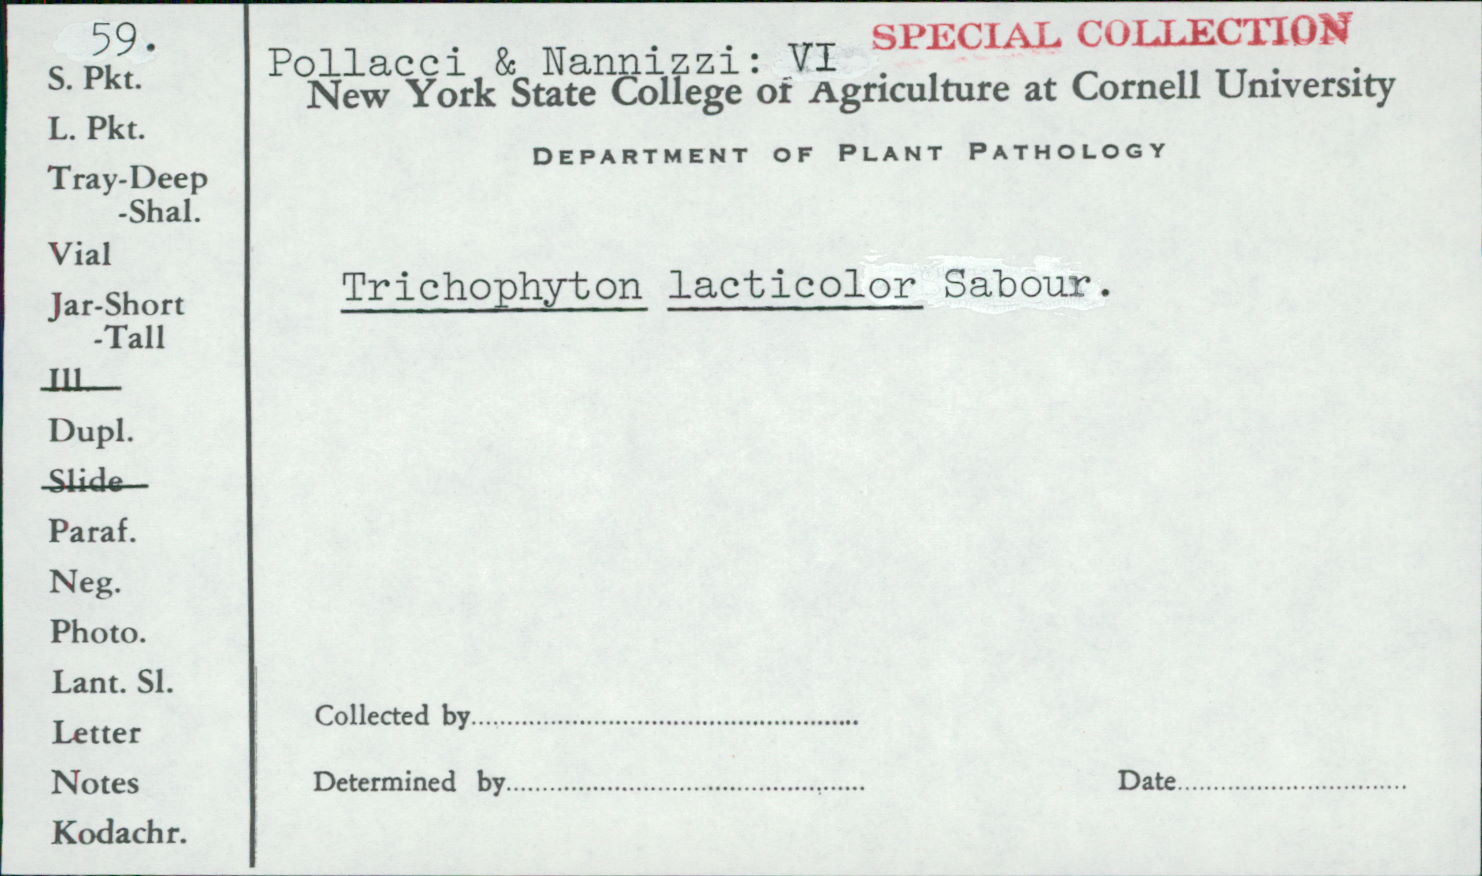 59.
S. Pkt.
L. Pkt.
Tray-Deep
-Shal.
Vial
Jar-Short
-Tall
Ill.
Dupl.
Slide
Paraf.
Neg.
Photo.
Lant. Sl.
Letter
Notes
Kodachr.
SPECIAL COLLECTION
Pollacci & Nannizzi: VI
New York State College of Agriculture at Cornell University
DEPARTMENT OF PLANT PATHOLOGY
Trichophyton lacticolor Sabour.
Collected by
Determined by
Date